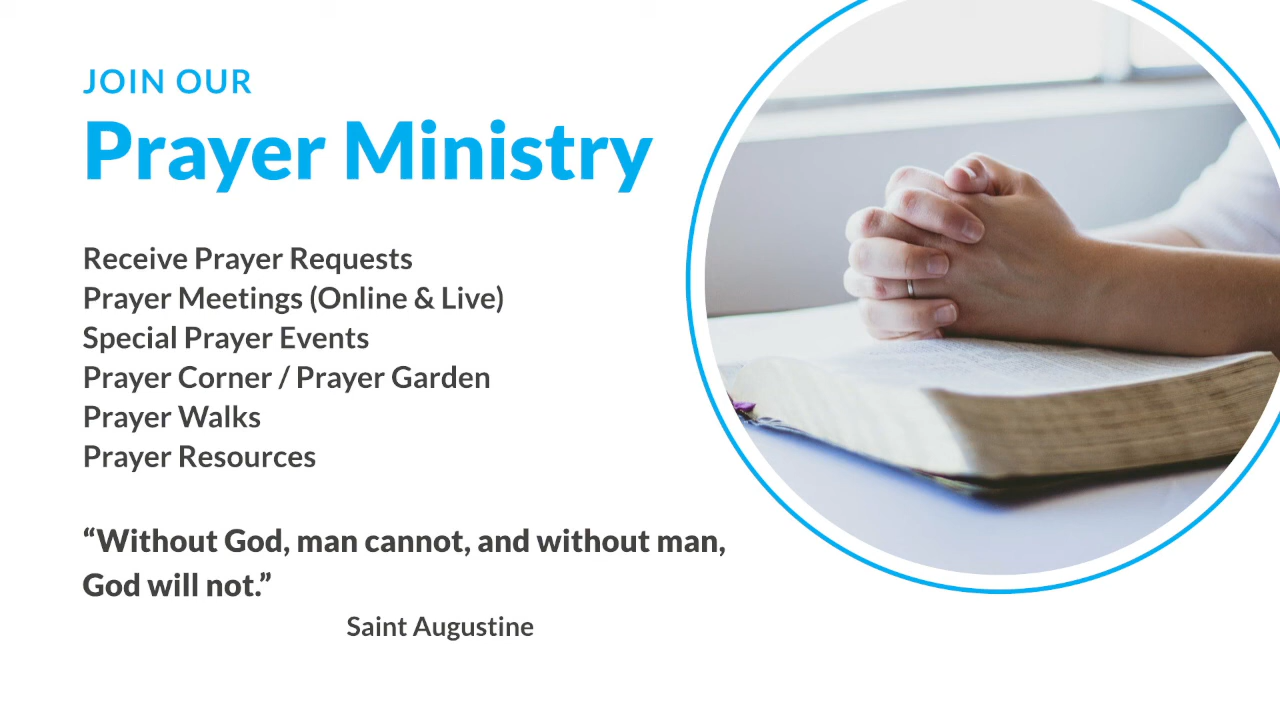 JOIN OUR
Prayer Ministry
Receive Prayer Requests
Prayer Meetings (Online & Live)
Special Prayer Events
Prayer Corner / Prayer Garden
Prayer Walks
Prayer Resources
“Without God, man cannot, and without man,
God will not.”
Saint Augustine